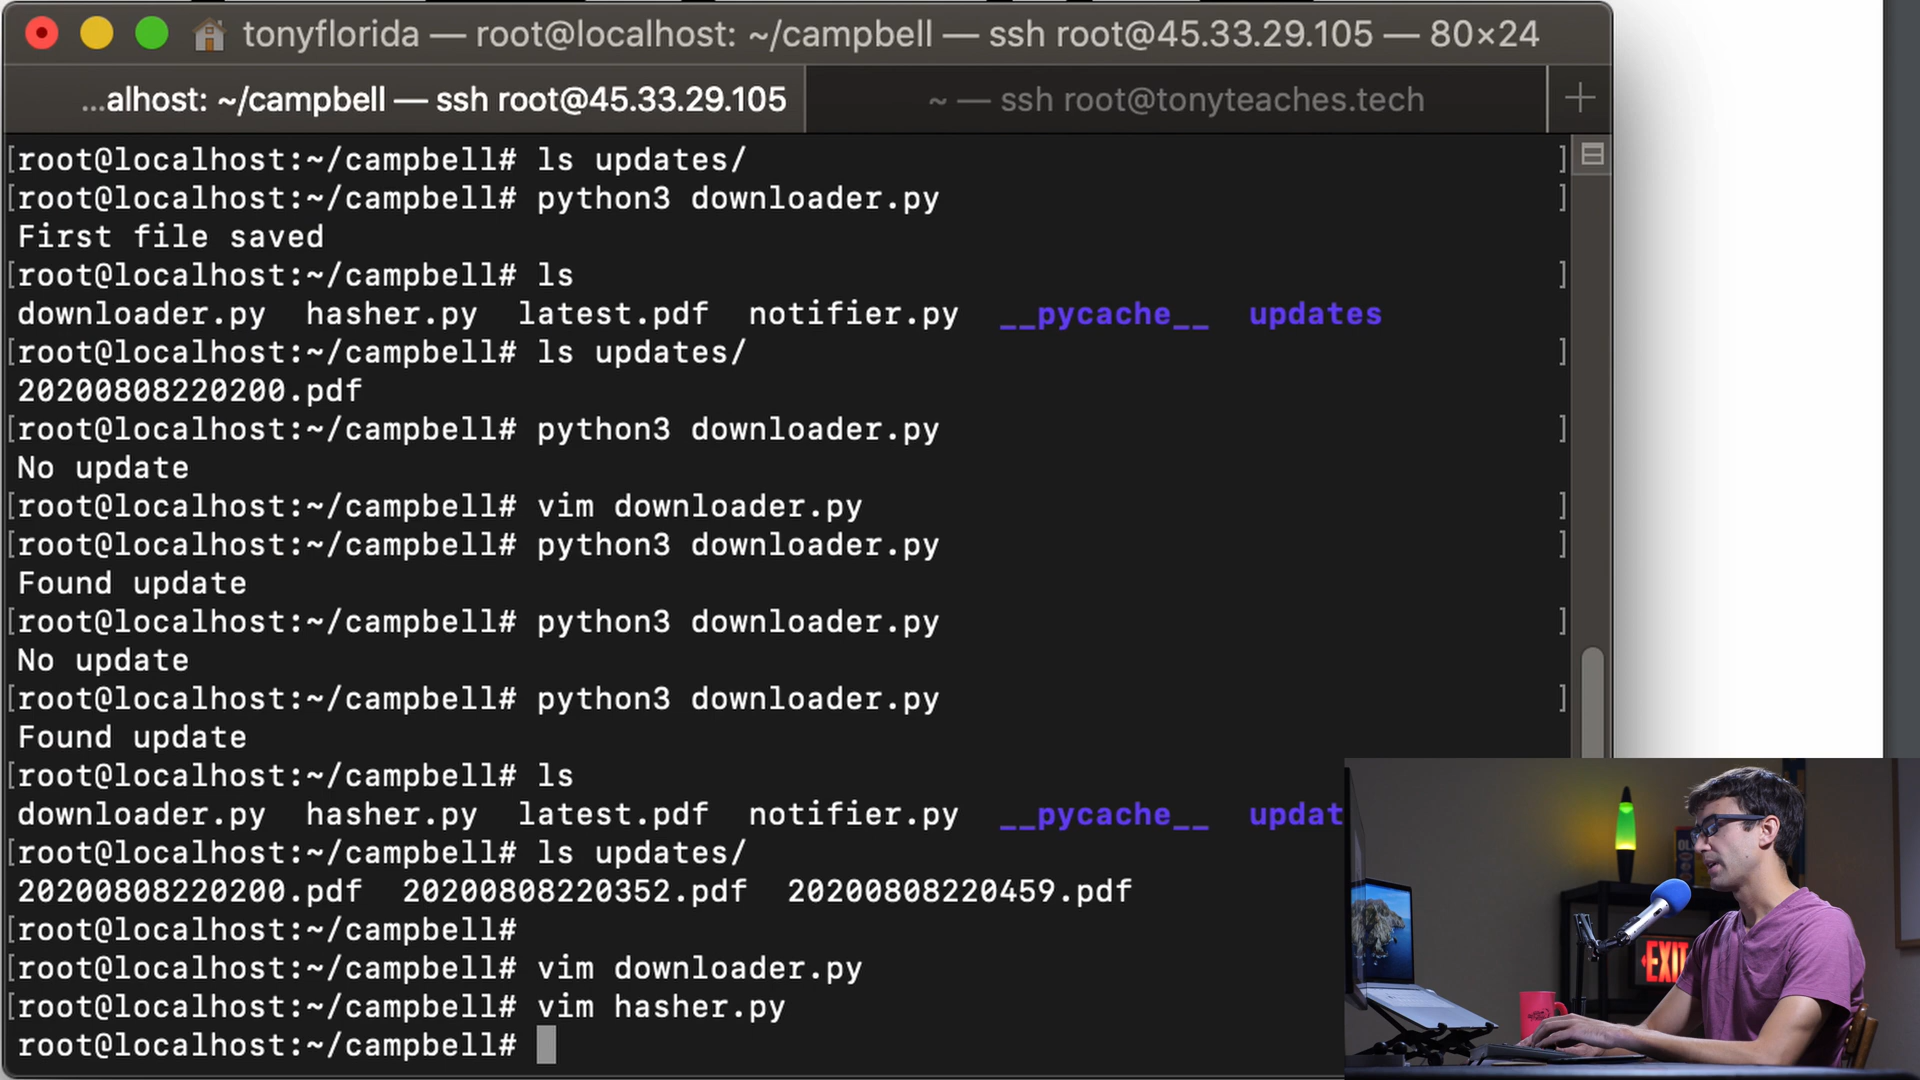 tonyflorida — root@localhost: ~/campbell — ssh root@45.33.29.105 — 80×24
...alhost: ~/campbell — ssh root@45.33.29.105
~ — ssh root@tonyteaches.tech
[root@localhost:~/campbell# ls updates/ ]
[root@localhost:~/campbell# python3 downloader.py ]
First file saved
[root@localhost:~/campbell# ls ]
downloader.py hasher.py latest.pdf notifier.py __pycache__ updates
[root@localhost:~/campbell# ls updates/ ]
20200808220200.pdf
[root@localhost:~/campbell# python3 downloader.py ]
No update
[root@localhost:~/campbell# vim downloader.py ]
[root@localhost:~/campbell# python3 downloader.py ]
Found update
[root@localhost:~/campbell# python3 downloader.py ]
No update
[root@localhost:~/campbell# python3 downloader.py ]
Found update
[root@localhost:~/campbell# ls
downloader.py hasher.py latest.pdf notifier.py __pycache__ updat
[root@localhost:~/campbell# ls updates/
20200808220200.pdf 20200808220352.pdf 20200808220459.pdf
[root@localhost:~/campbell#
[root@localhost:~/campbell# vim downloader.py
[root@localhost:~/campbell# vim hasher.py
root@localhost:~/campbell#
EXIT